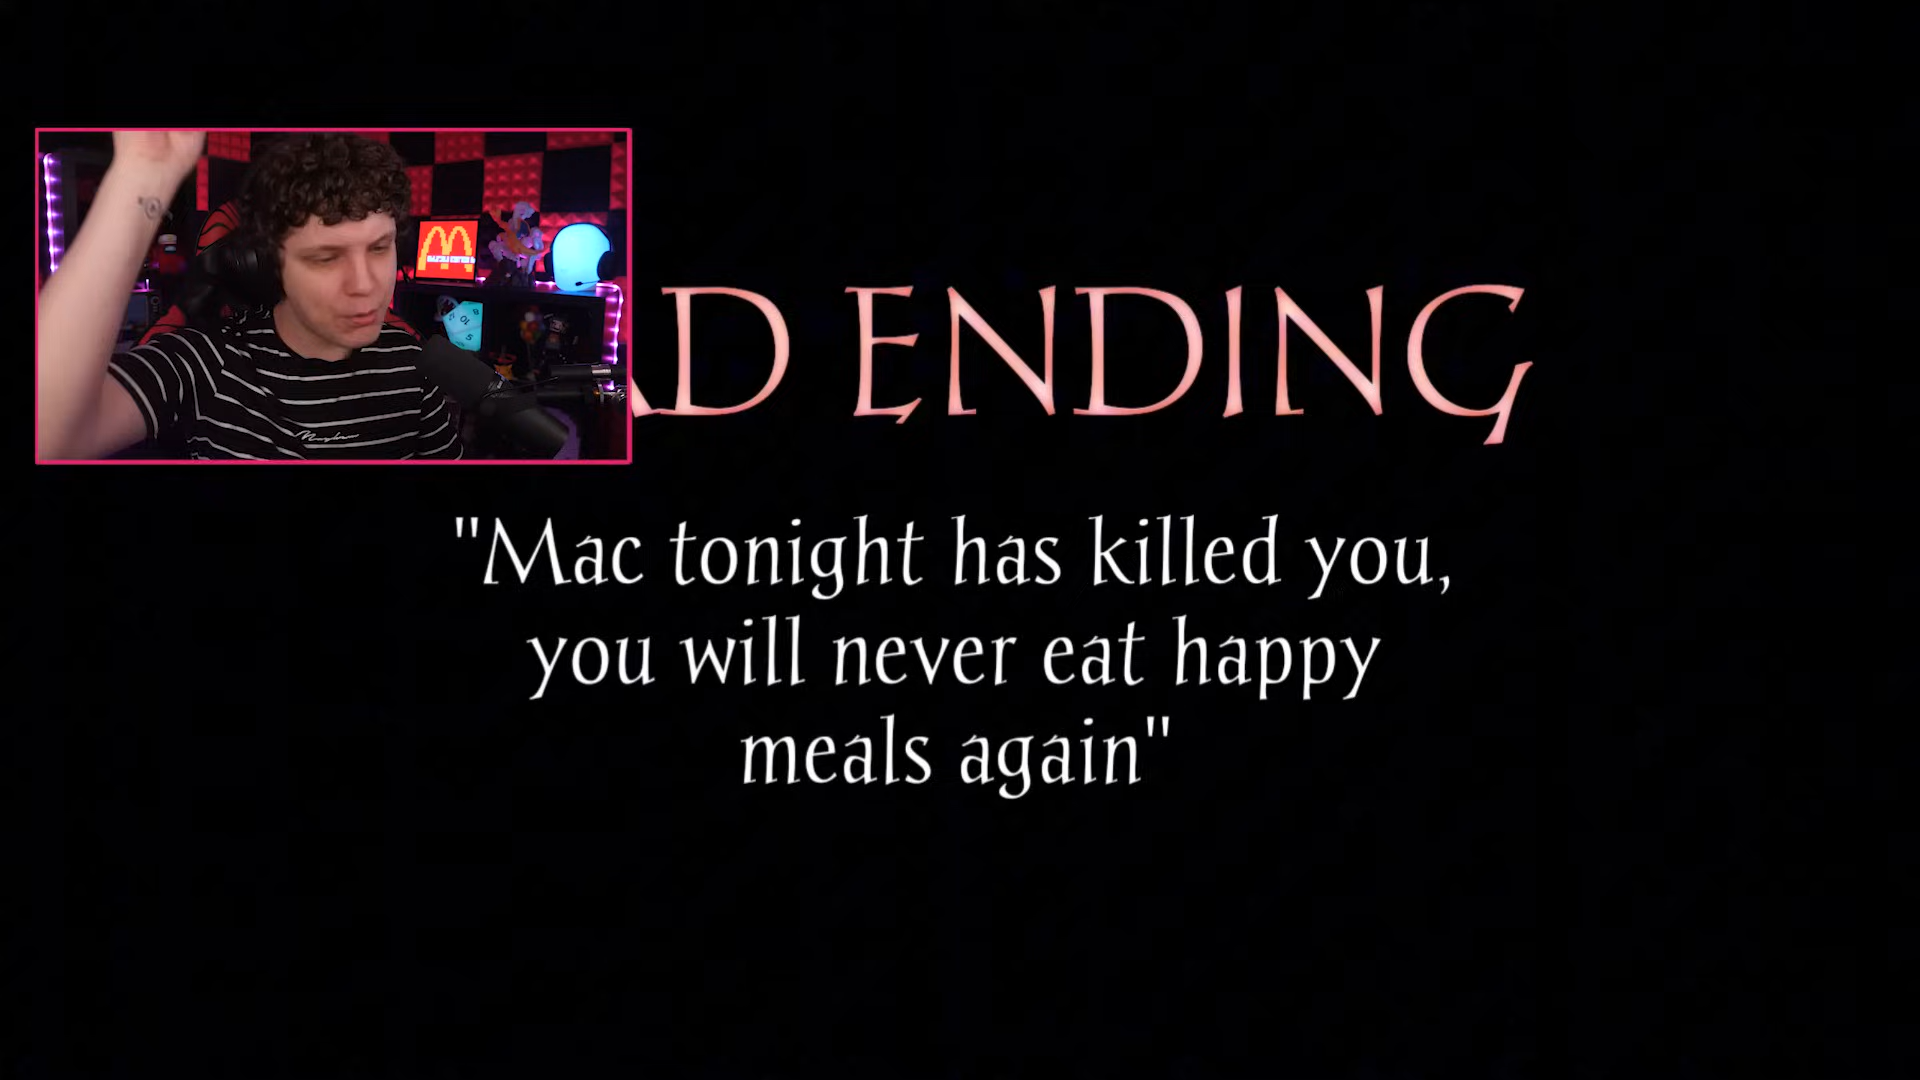 AD ENDING
"Mac tonight has killed you,
you will never eat happy
meals again"